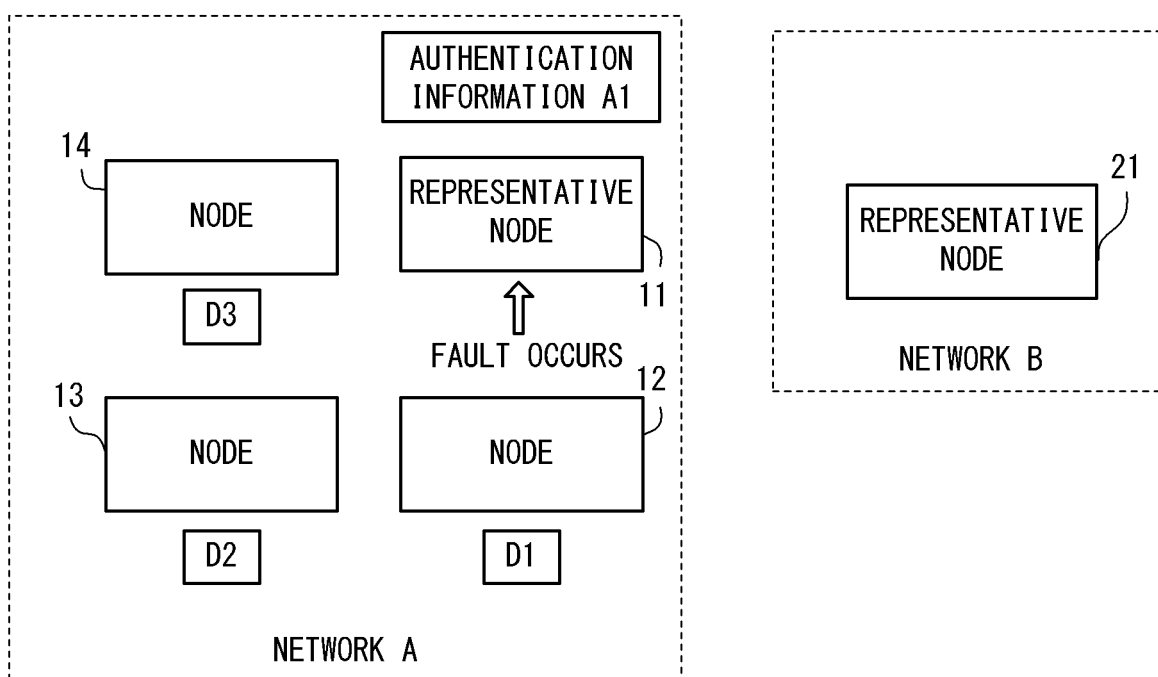 AUTHENTICATION
INFORMATION A1
14
NODE
REPRESENTATIVE
NODE
11
D3
FAULT OCCURS
13
NODE
12
NODE
D2
D1
NETWORK A
21
REPRESENTATIVE
NODE
NETWORK B